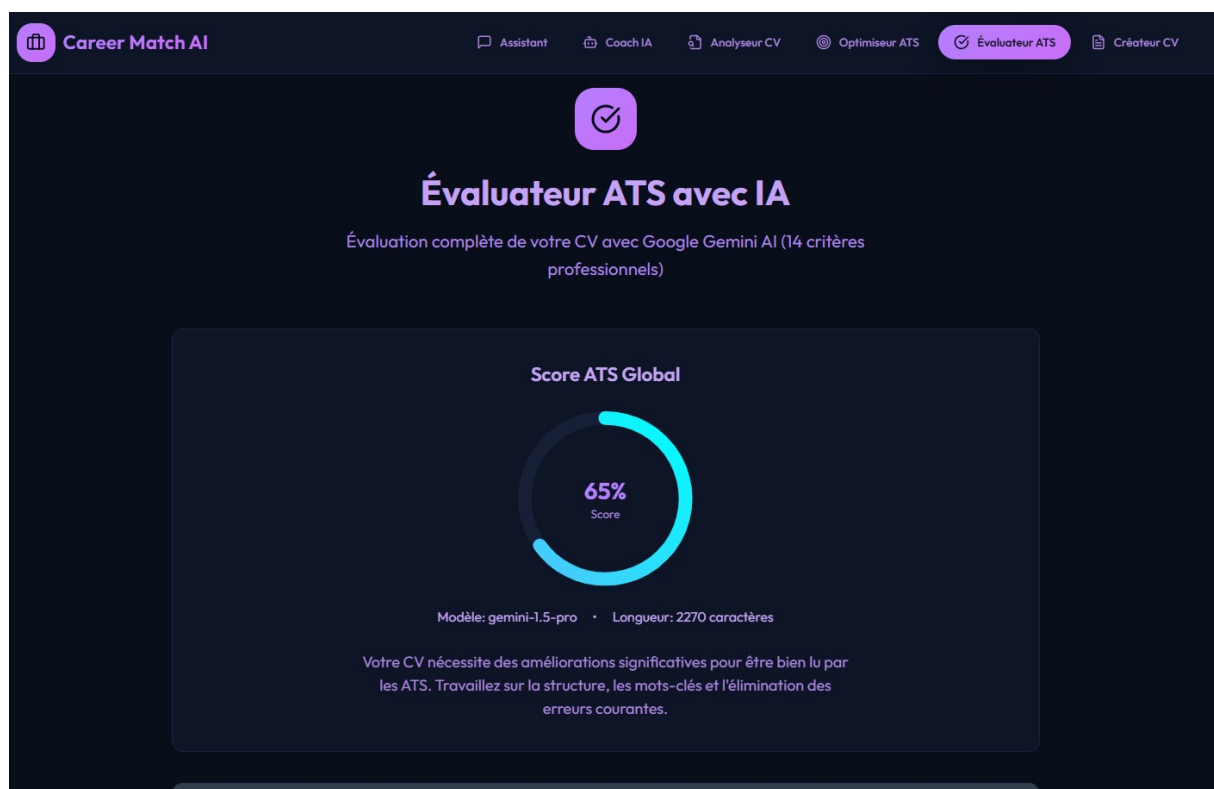 Career Match AI
Assistant
Coach IA
Analyseur CV
Optimiseur ATS
Évaluateur ATS
Créateur CV
Évaluateur ATS avec IA
Évaluation complète de votre CV avec Google Gemini AI (14 critères
professionnels)
Score ATS Global
65%
Score
Modèle: gemini-1.5-pro • Longueur: 2270 caractères
Votre CV nécessite des améliorations significatives pour être bien lu par
les ATS. Travaillez sur la structure, les mots-clés et l'élimination des
erreurs courantes.